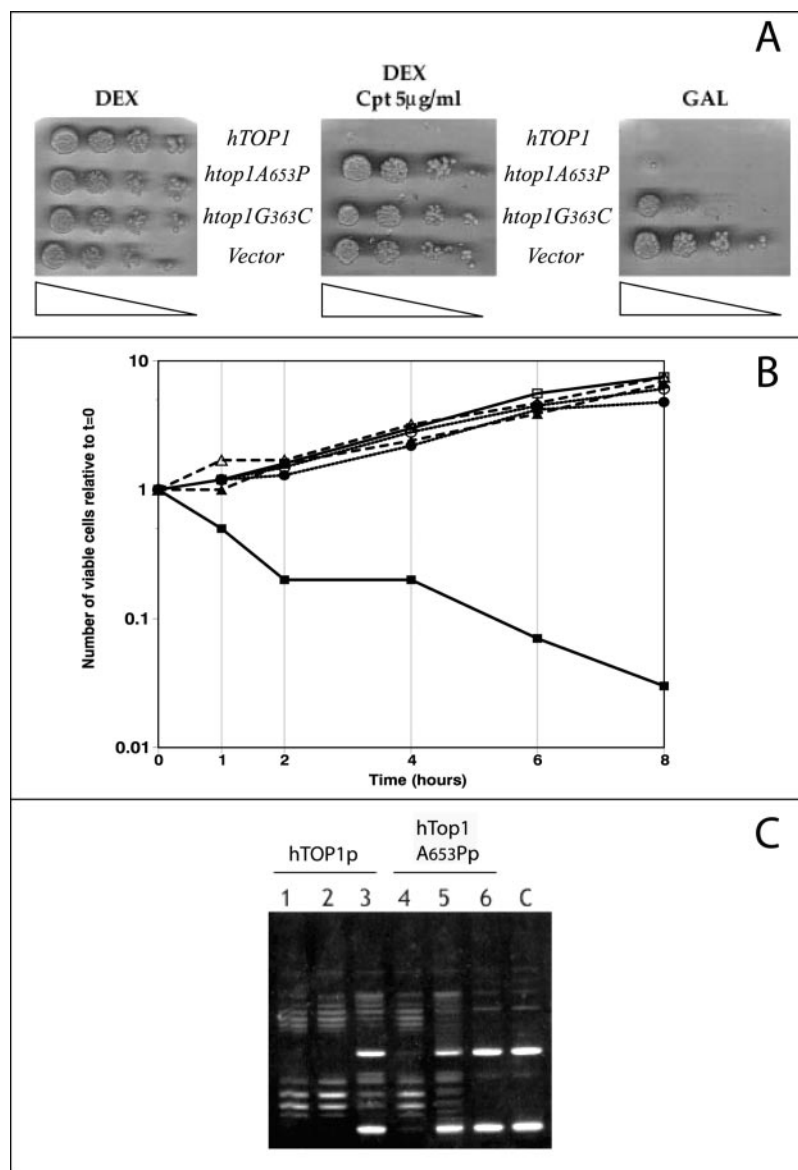 A
DEX
DEX
Cpt 5µg/ml
GAL
hTOP1
htop1A653P
htop1G363C
Vector
hTOP1
htop1A653P
htop1G363C
Vector
B
10
1
0.1
0.01
Number of viable cells relative to t=0
0 1 2 4 6 8
Time (hours)
C
hTOP1p
hTop1
A653Pp
1 2 3 4 5 6 C